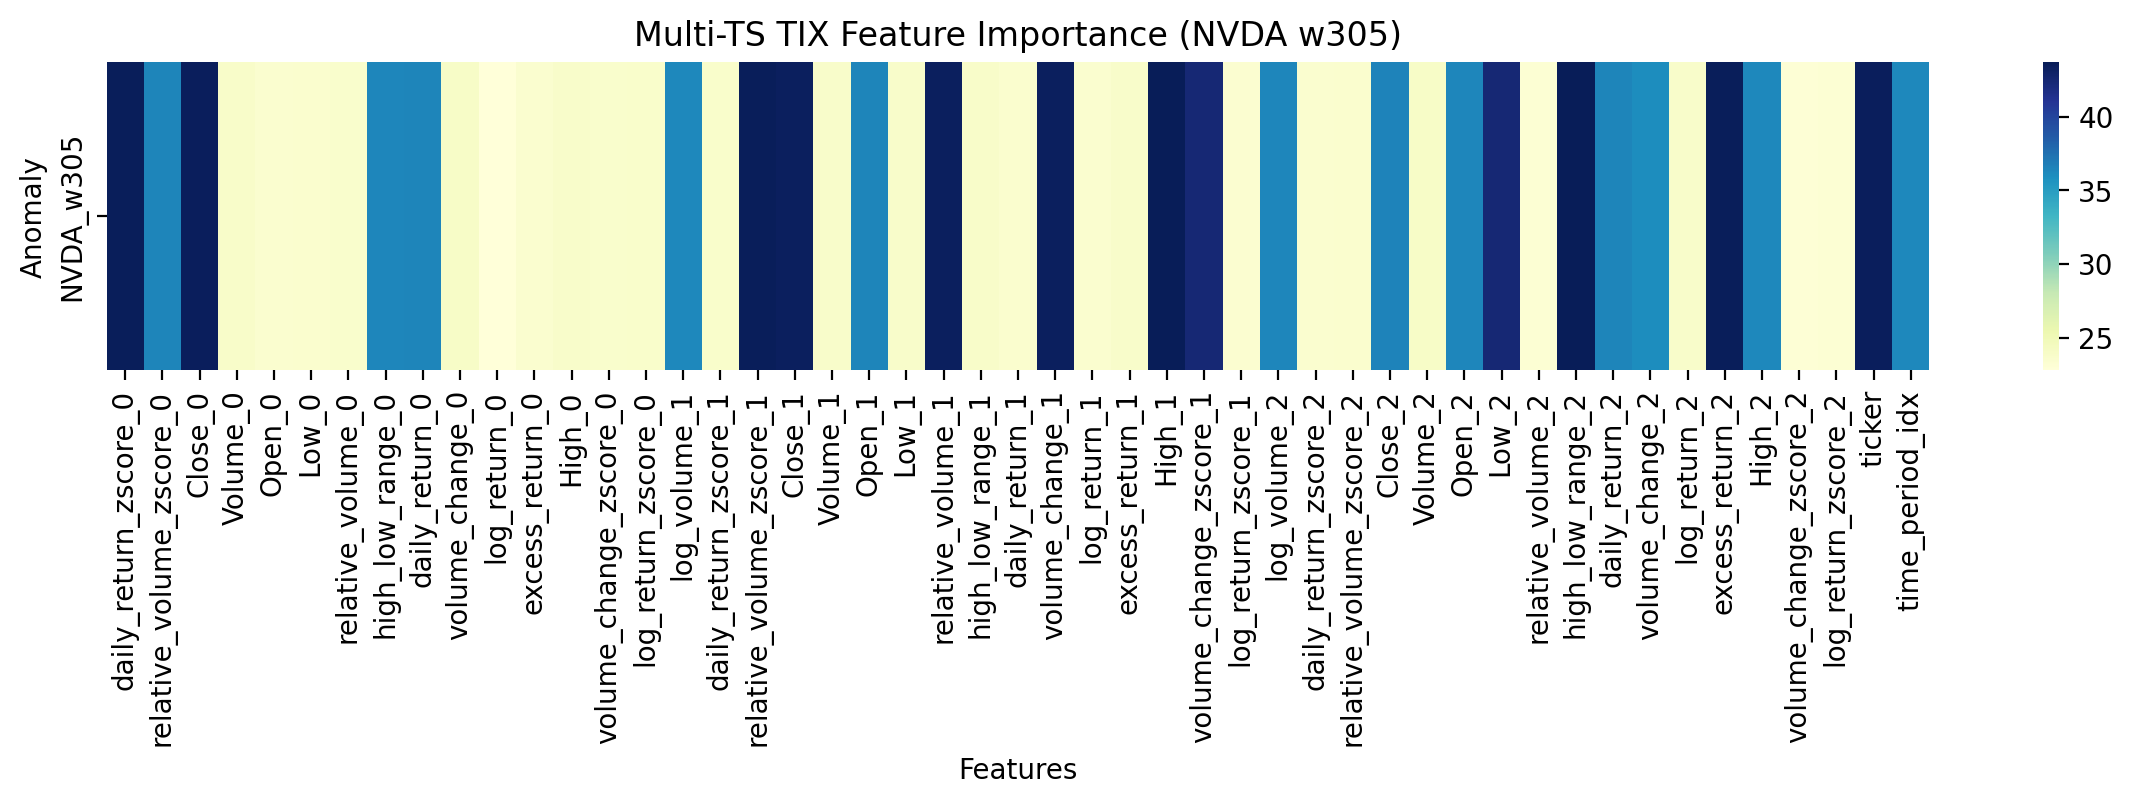 Multi-TS TIX Feature Importance (NVDA w305)
Anomaly
NVDA_w305
40
35
30
25
daily_return_zscore_0
relative_volume_zscore_0
Close_0
Volume_0
Open_0
Low_0
relative_volume_0
high_low_range_0
daily_return_0
volume_change_0
log_return_0
excess_return_0
High_0
volume_change_zscore_0
log_return_zscore_0
log_volume_1
daily_return_zscore_1
relative_volume_zscore_1
Close_1
Volume_1
Open_1
Low_1
relative_volume_1
high_low_range_1
daily_return_1
volume_change_1
log_return_1
excess_return_1
High_1
volume_change_zscore_1
log_return_zscore_1
log_volume_2
daily_return_zscore_2
relative_volume_zscore_2
Close_2
Volume_2
Open_2
Low_2
relative_volume_2
high_low_range_2
daily_return_2
volume_change_2
log_return_2
excess_return_2
High_2
volume_change_zscore_2
log_return_zscore_2
ticker
time_period_idx
Features